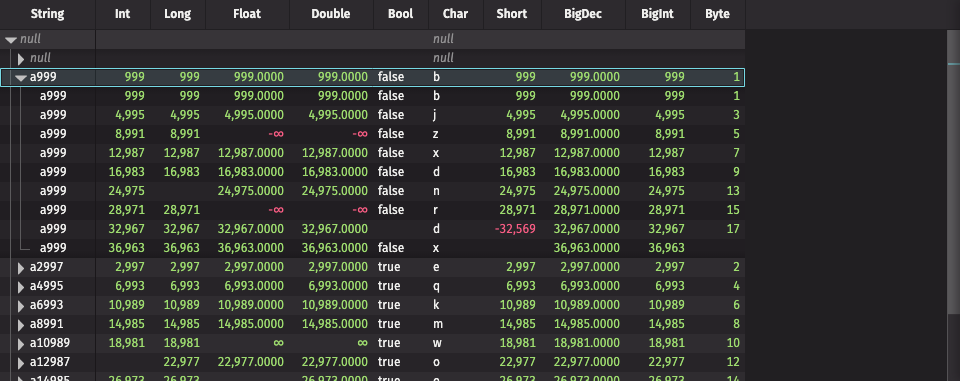 String Int Long Float Double Bool Char Short BigDec BigInt Byte
null null
null null
a999 999 999 999.0000 999.0000 false b 999 999.0000 999 1
a999 999 999 999.0000 999.0000 false b 999 999.0000 999 1
a999 4,995 4,995 4,995.0000 4,995.0000 false j 4,995 4,995.0000 4,995 3
a999 8,991 8,991 -∞ -∞ false z 8,991 8,991.0000 8,991 5
a999 12,987 12,987 12,987.0000 12,987.0000 false x 12,987 12,987.0000 12,987 7
a999 16,983 16,983 16,983.0000 16,983.0000 false d 16,983 16,983.0000 16,983 9
a999 24,975 24,975.0000 24,975.0000 false n 24,975 24,975.0000 24,975 13
a999 28,971 28,971 -∞ -∞ false r 28,971 28,971.0000 28,971 15
a999 32,967 32,967 32,967.0000 32,967.0000 d -32,569 32,967.0000 32,967 17
a999 36,963 36,963 36,963.0000 36,963.0000 false x 36,963.0000 36,963
a2997 2,997 2,997 2,997.0000 2,997.0000 true e 2,997 2,997.0000 2,997 2
a4995 6,993 6,993 6,993.0000 6,993.0000 true q 6,993 6,993.0000 6,993 4
a6993 10,989 10,989 10,989.0000 10,989.0000 true k 10,989 10,989.0000 10,989 6
a8991 14,985 14,985 14,985.0000 14,985.0000 true m 14,985 14,985.0000 14,985 8
a10989 18,981 18,981 ∞ ∞ true w 18,981 18,981.0000 18,981 10
a12987 22,977 22,977.0000 22,977.0000 true o 22,977 22,977.0000 22,977 12
a14985 26,973 26,973 26,973.0000 true 26,973 26,973.0000 26,973 14